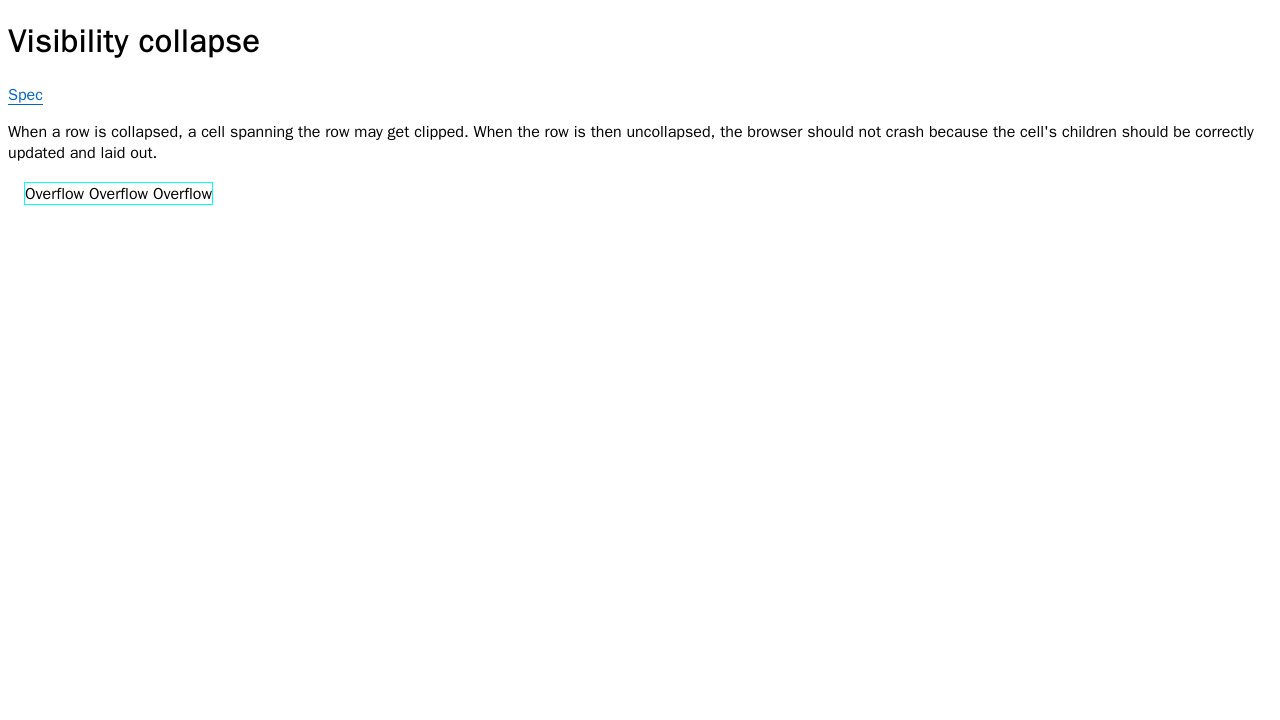 Visibility collapse
Spec
When a row is collapsed, a cell spanning the row may get clipped. When the row is then uncollapsed, the browser should not crash because the cell's children should be correctly
updated and laid out.
Overflow Overflow Overflow